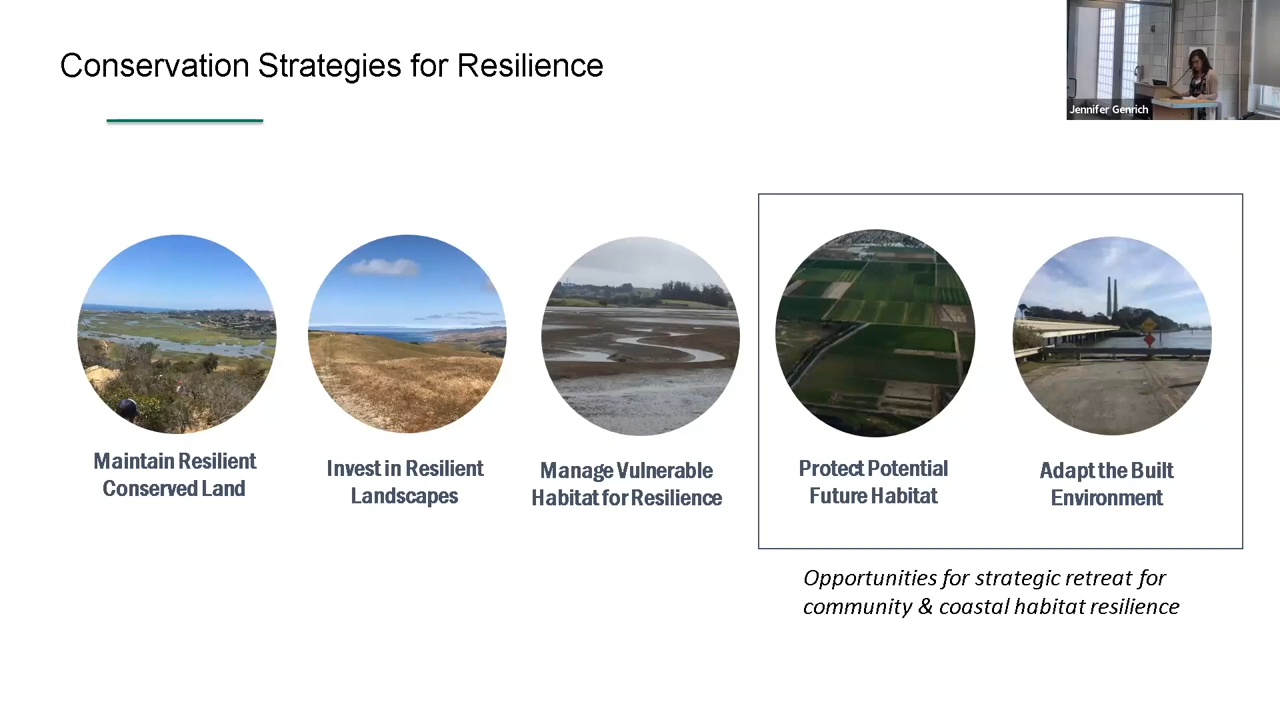 Conservation Strategies for Resilience
Jennifer Genrich
Maintain Resilient
Conserved Land
Invest in Resilient
Landscapes
Manage Vulnerable
Habitat for Resilience
Protect Potential
Future Habitat
Adapt the Built
Environment
Opportunities for strategic retreat for
community & coastal habitat resilience